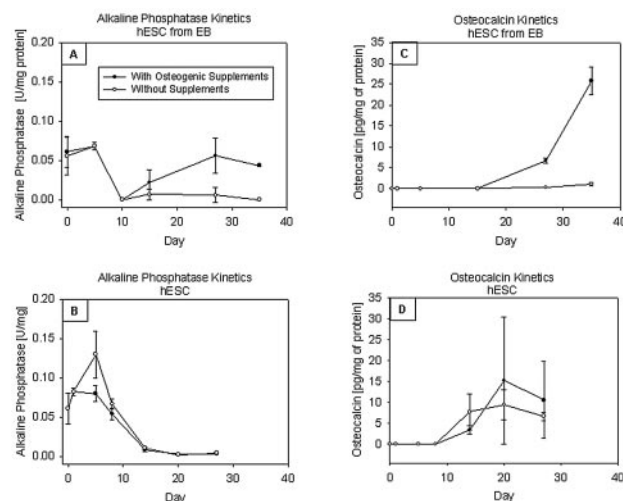 Alkaline Phosphatase Kinetics
hESC from EB
A
With Osteogenic Supplements
Without Supplements
Alkaline Phosphatase [U/mg protein]
0.20
0.15
0.10
0.05
0.00
0 10 20 30 40
Day
Osteocalcin Kinetics
hESC from EB
C
Osteocalcin [pg/mg of protein]
35
30
25
20
15
10
5
0
0 10 20 30 40
Day
Alkaline Phosphatase Kinetics
hESC
B
Alkaline Phosphatase [U/mg]
0.20
0.15
0.10
0.05
0.00
0 10 20 30 40
Day
Osteocalcin Kinetics
hESC
D
Osteocalcin [pg/mg of protein]
35
30
25
20
15
10
5
0
0 10 20 30 40
Day